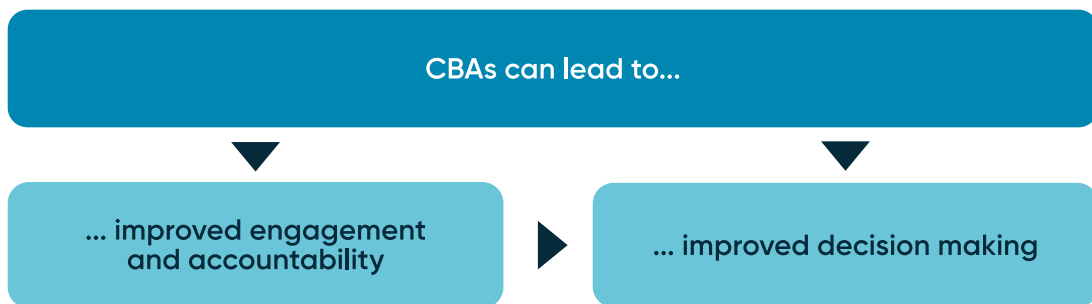 CBAs can lead to...
... improved engagement
and accountability
... improved decision making